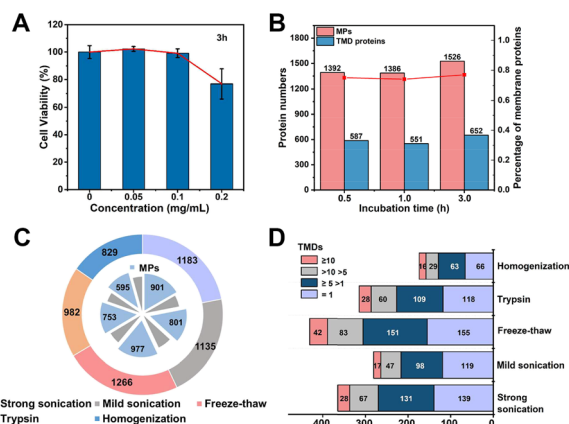 A
3h
Cell Viability (%)
120
100
80
60
40
20
0
0 0.05 0.1 0.2
Concentration (mg/mL)
B
MPs
TMD proteins
Protein numbers
1800
1500
1200
900
600
300
0
1392 1386 1526
587 551 652
0.5 1.0 3.0
Incubation time (h)
1.0
0.8
0.6
0.4
0.2
0.0
Percentage of membrane proteins
C
829 1183
MPs
595 901
982 753 801
977 1135
1266
Strong sonication Mild sonication Freeze-thaw
Trypsin Homogenization
D
TMDs
≥10
>10 >5
≥ 5 >1
= 1
16 29 63 66 Homogenization
28 60 109 118 Trypsin
42 83 151 155 Freeze-thaw
17 47 98 119 Mild sonication
28 67 131 139 Strong
sonication
400 300 200 100 0